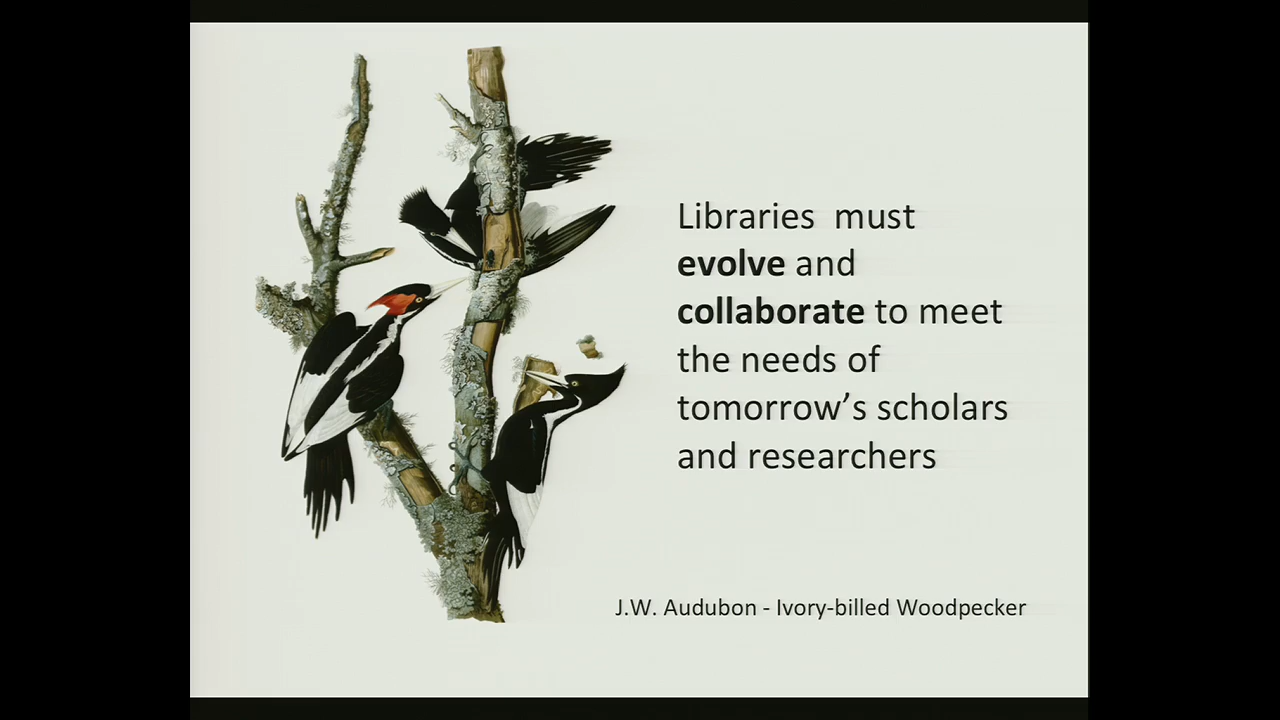 Libraries must
evolve and
collaborate to meet
the needs of
tomorrow’s scholars
and researchers
J.W. Audubon - Ivory-billed Woodpecker